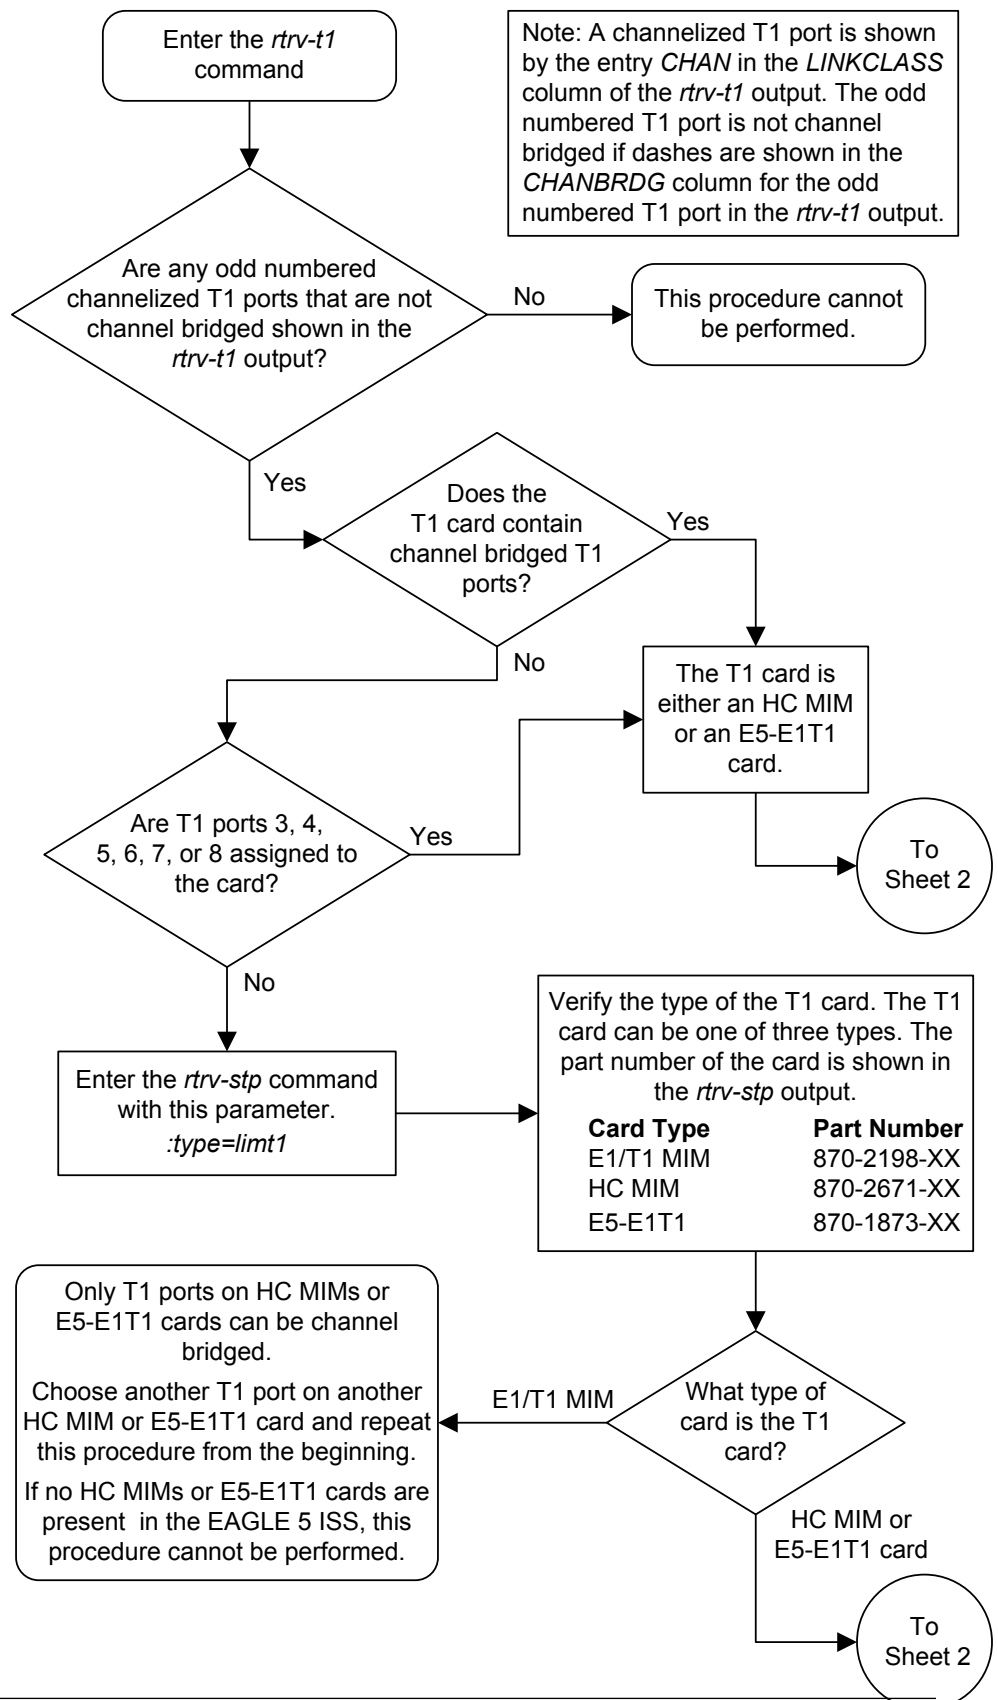 Enter the rtrv-t1
command
Note: A channelized T1 port is shown
by the entry CHAN in the LINKCLASS
column of the rtrv-t1 output. The odd
numbered T1 port is not channel
bridged if dashes are shown in the
CHANBRDG column for the odd
numbered T1 port in the rtrv-t1 output.
Are any odd numbered
channelized T1 ports that are not
channel bridged shown in the
rtrv-t1 output?
No
This procedure cannot
be performed.
Yes
Does the
T1 card contain
channel bridged T1
ports?
Yes
No
The T1 card is
either an HC MIM
or an E5-E1T1
card.
Are T1 ports 3, 4,
5, 6, 7, or 8 assigned to
the card?
Yes
To
Sheet 2
No
Enter the rtrv-stp command
with this parameter.
:type=limt1
Verify the type of the T1 card. The T1
card can be one of three types. The
part number of the card is shown in
the rtrv-stp output.
Card Type Part Number
E1/T1 MIM 870-2198-XX
HC MIM 870-2671-XX
E5-E1T1 870-1873-XX
Only T1 ports on HC MIMs or
E5-E1T1 cards can be channel
bridged.
Choose another T1 port on another
HC MIM or E5-E1T1 card and repeat
this procedure from the beginning.
If no HC MIMs or E5-E1T1 cards are
present in the EAGLE 5 ISS, this
procedure cannot be performed.
E1/T1 MIM
What type of
card is the T1
card?
HC MIM or
E5-E1T1 card
To
Sheet 2